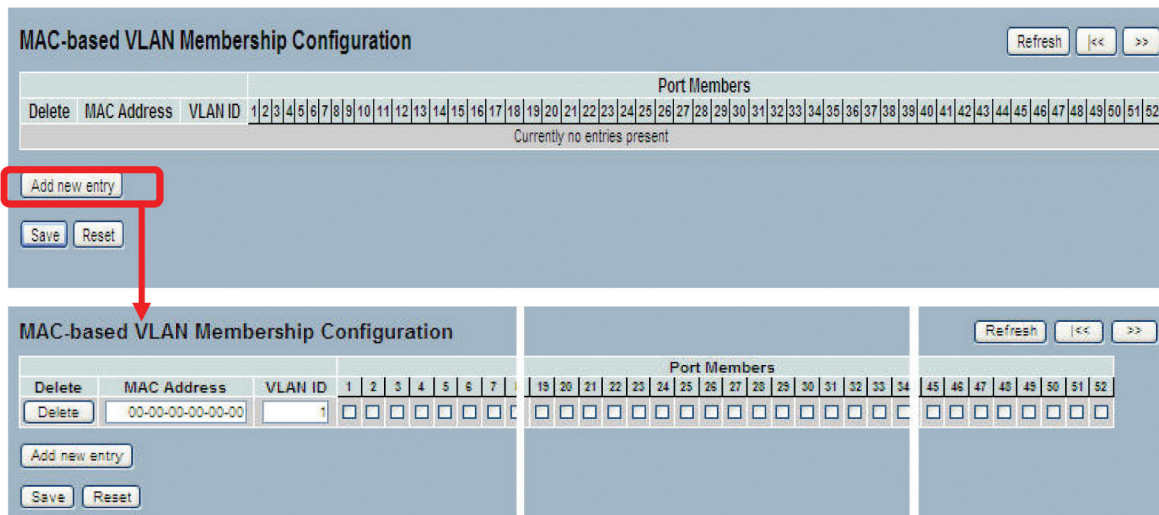 MAC-based VLAN Membership Configuration
Refresh |<< >>
Port Members
Delete MAC Address VLAN ID 1 2 3 4 5 6 7 8 9 10 11 12 13 14 15 16 17 18 19 20 21 22 23 24 25 26 27 28 29 30 31 32 33 34 35 36 37 38 39 40 41 42 43 44 45 46 47 48 49 50 51 52
Currently no entries present
Add new entry
Save Reset
MAC-based VLAN Membership Configuration
Refresh |<< >>
Port Members
Delete MAC Address VLAN ID 1 2 3 4 5 6 7 19 20 21 22 23 24 25 26 27 28 29 30 31 32 33 34 45 46 47 48 49 50 51 52
Delete 00-00-00-00-00-00 1
Add new entry
Save Reset